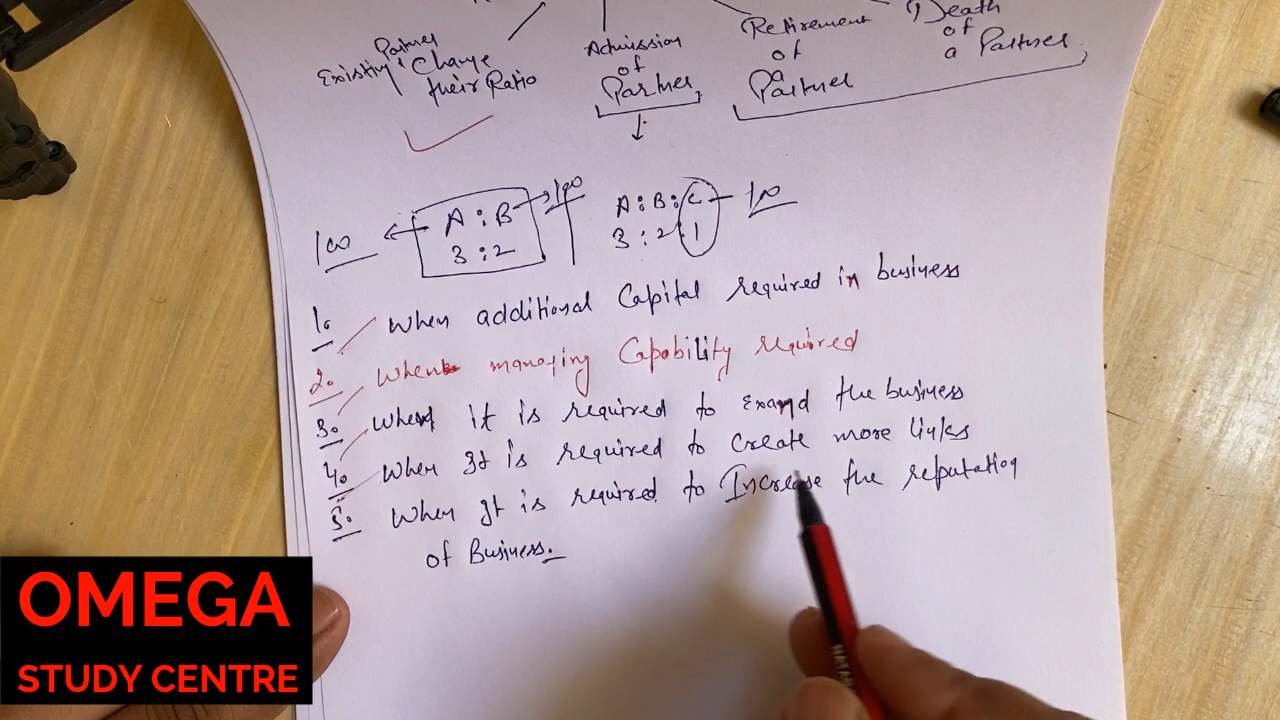 Existing Partner Change
their Ratio
Admission
of
Partner
Retirement
of
a
Partner
Death
of
a Partner
100
A : B
3 : 2
100
A : B : C
3 : 2 : 1
100
1. When additional Capital required in business
2. When managing Capability required
3. When it is required to Exand the business
4. When It is required to Create more links
5. When It is required to Increase the reputation
of Business.
OMEGA
STUDY CENTRE